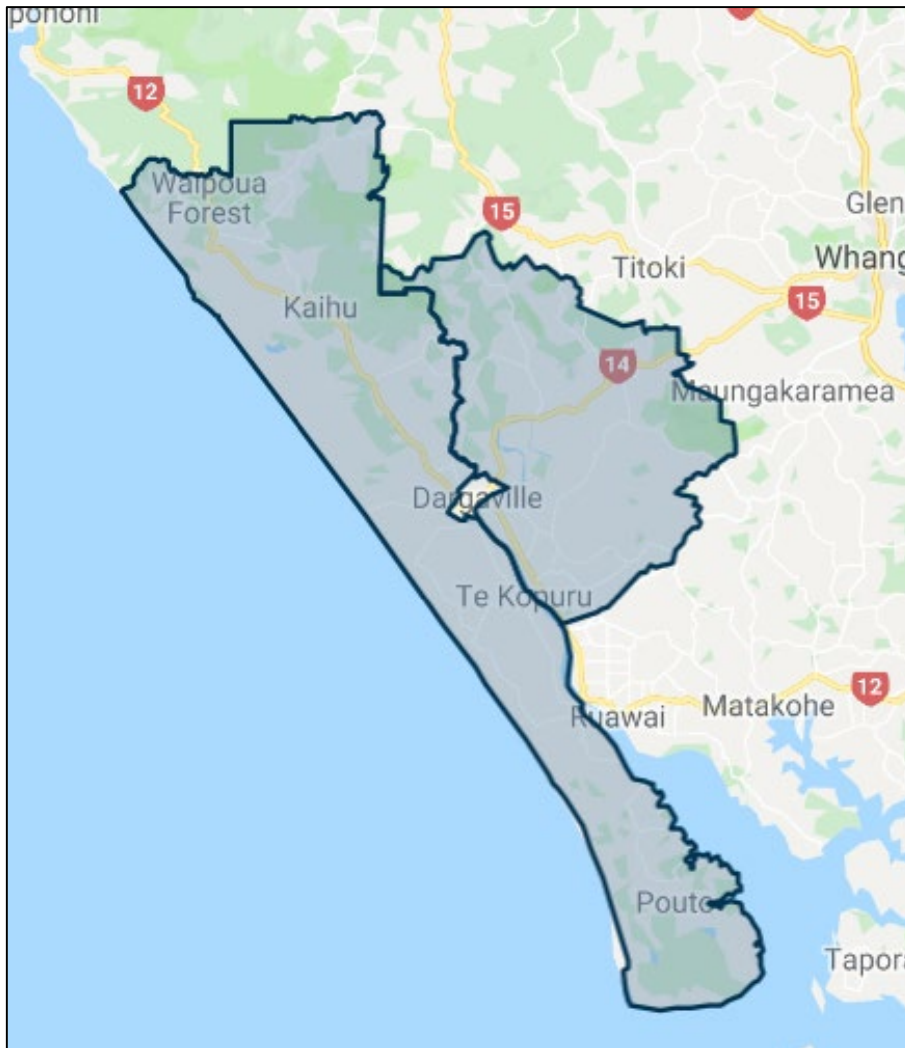 12
15
Glen
Waipoua
Forest
Titoki
Whang
15
Kaihu
14
Maungakaramea
Dargaville
Te Kopuru
Ruawai
Matakohe
12
Pouto
Tapora